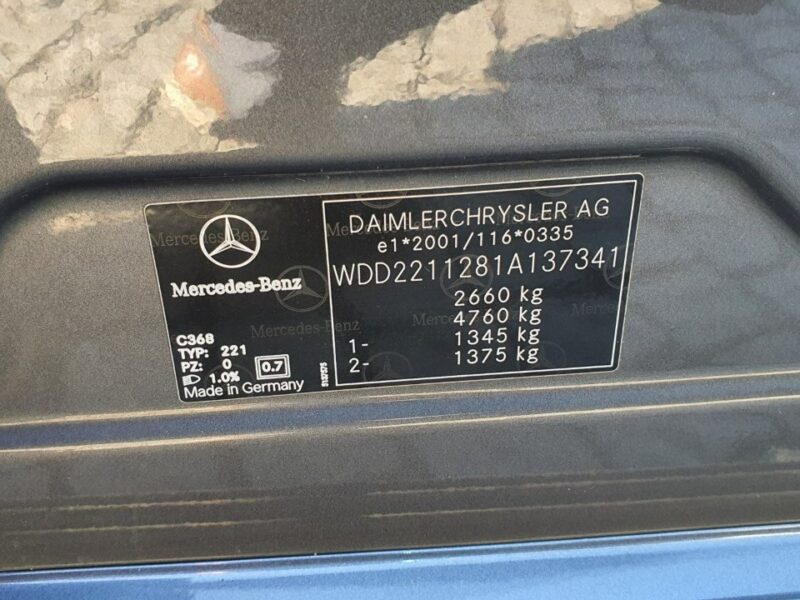 Mercedes-Benz
C368
TYP: 221
PZ: 0
1.0% 0.7
Made in Germany
DAIMLERCHRYSLER AG
e1*2001/116*0335
WDD2211281A137341
2660 kg
4760 kg
1- 1345 kg
2- 1375 kg